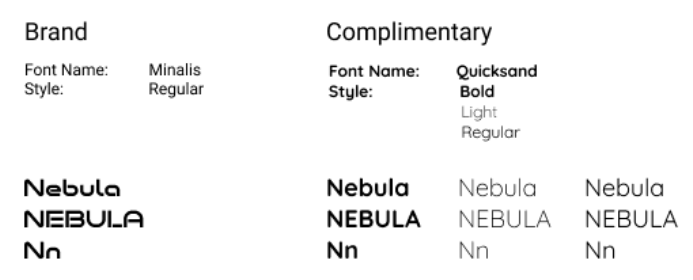 Brand
Font Name: Minalis
Style: Regular
Nebula
NEBULA
Nn
Complimentary
Font Name: Quicksand
Style: Bold
Light
Regular
Nebula Nebula Nebula
NEBULA NEBULA NEBULA
Nn Nn Nn